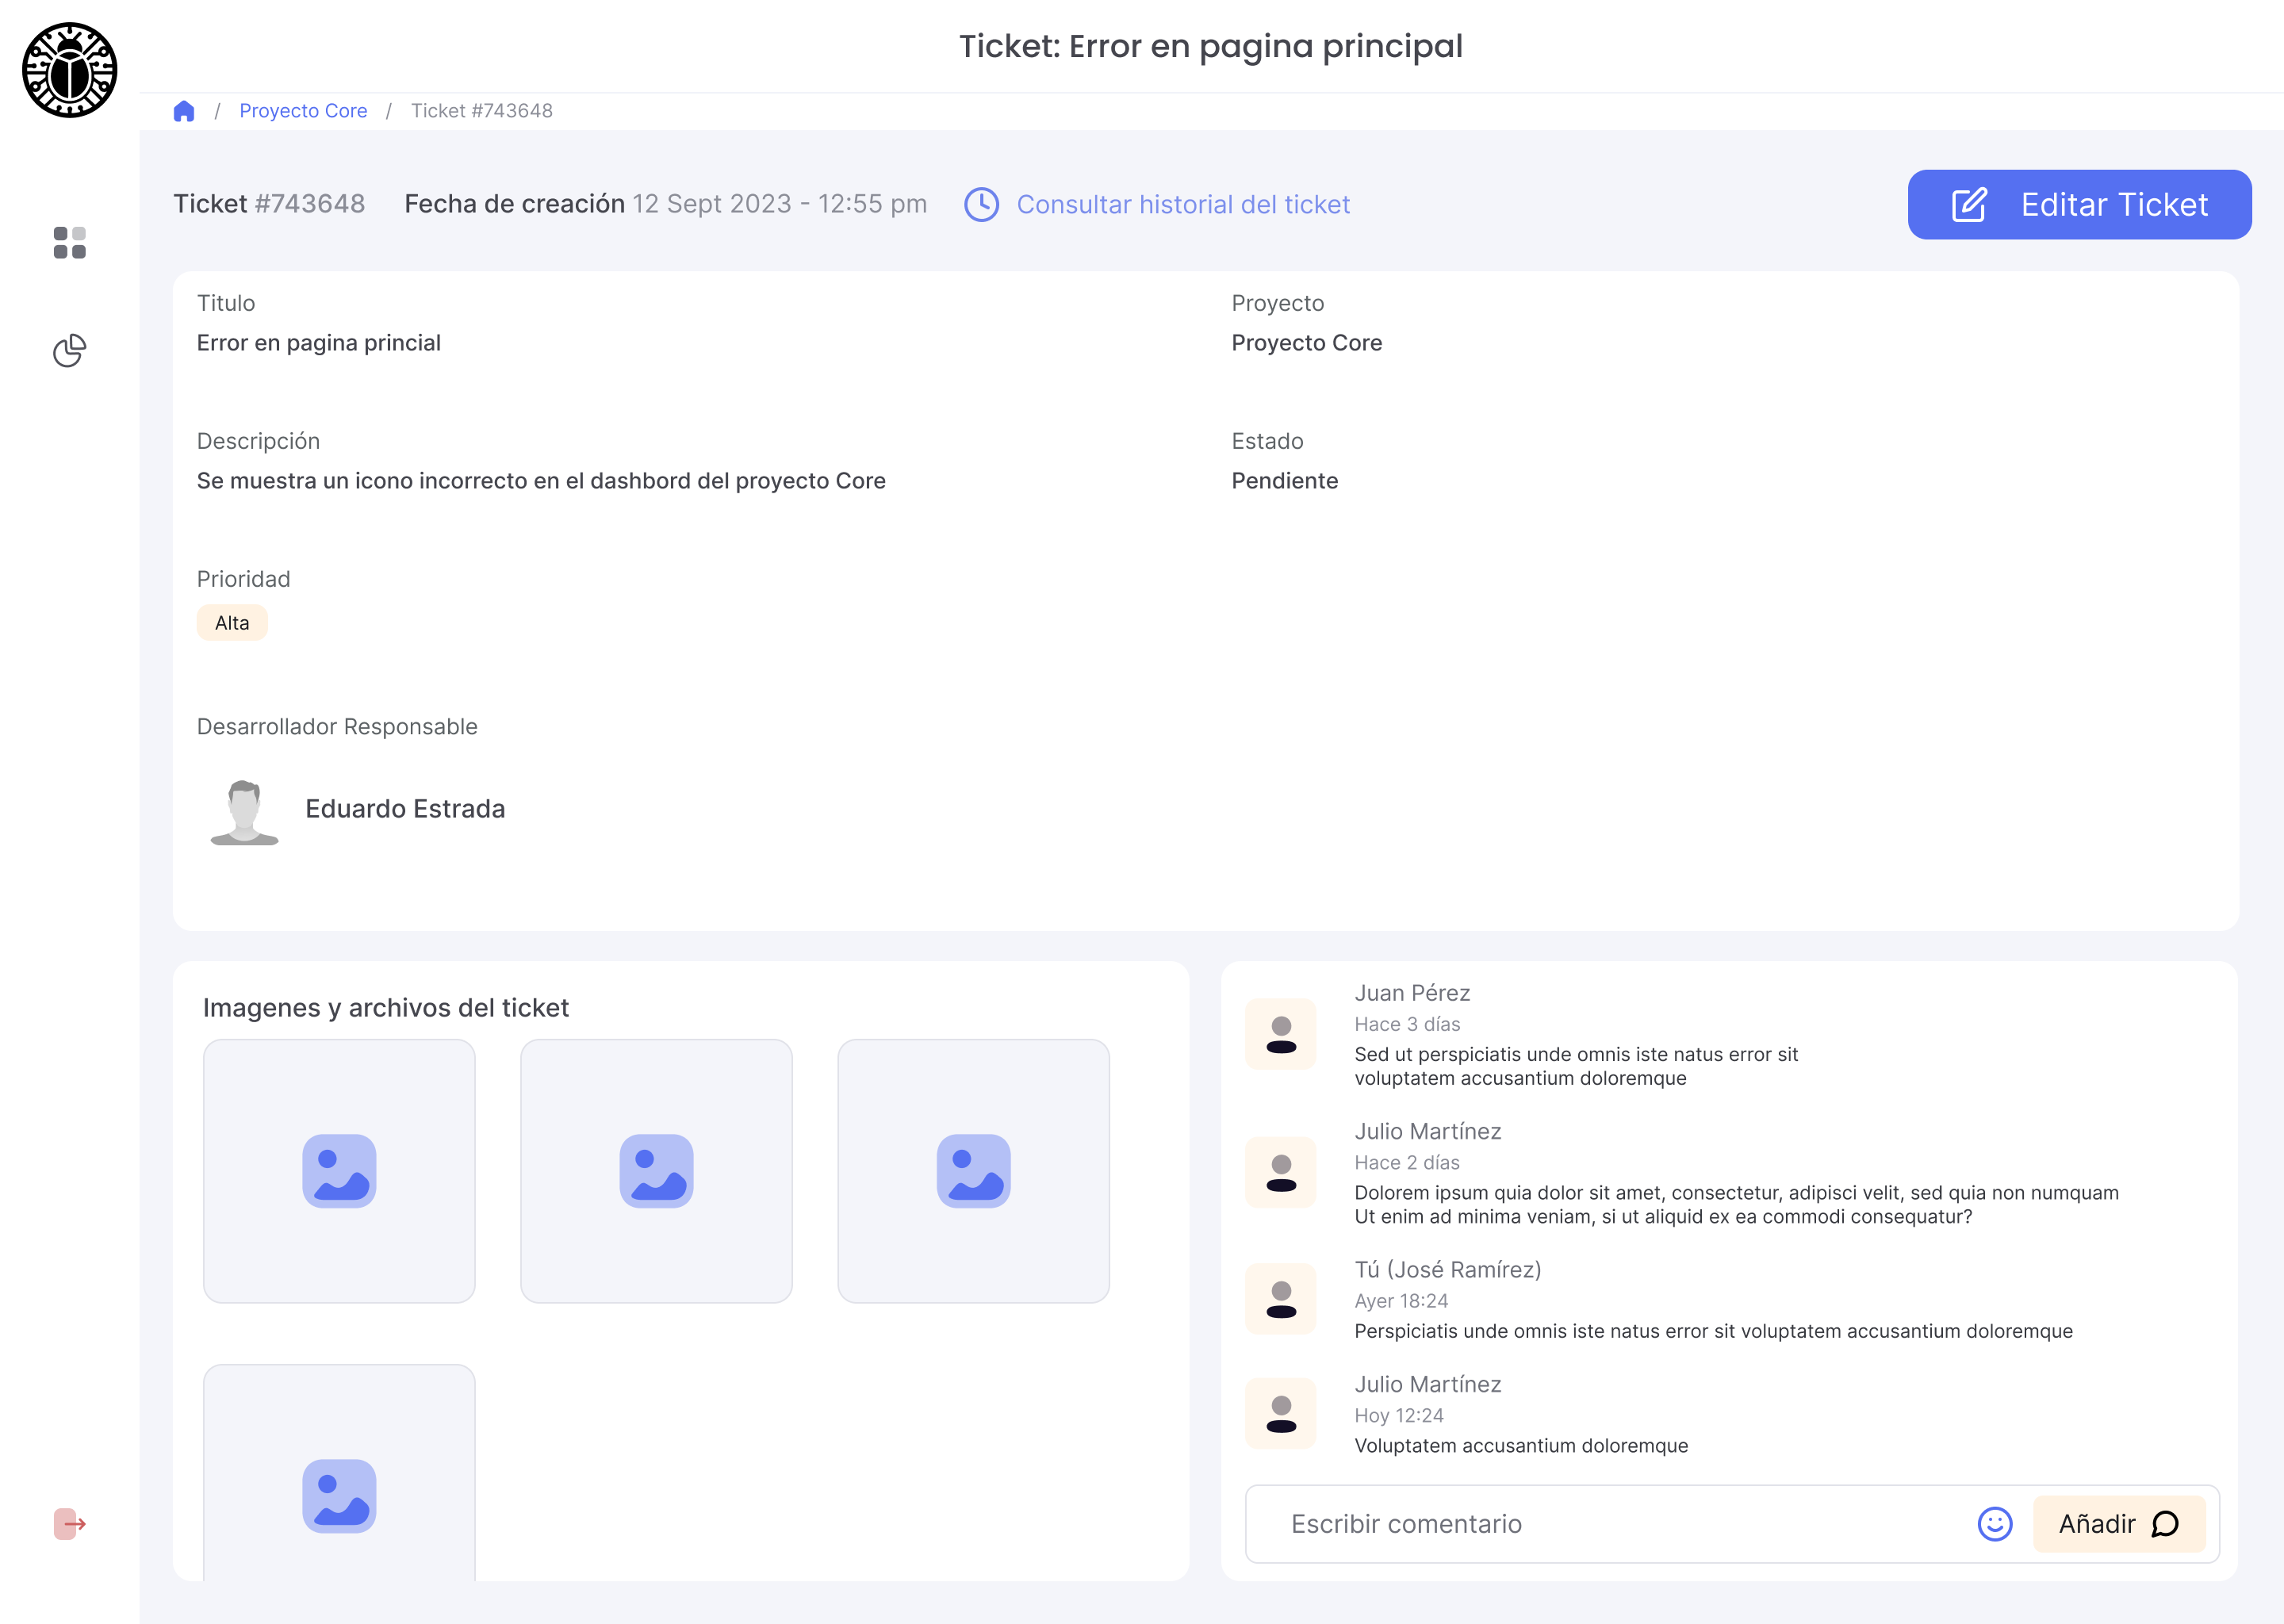 Ticket: Error en pagina principal
/ Proyecto Core / Ticket #743648
Ticket #743648 Fecha de creación 12 Sept 2023 - 12:55 pm Consultar historial del ticket Editar Ticket
Titulo
Error en pagina princial
Proyecto
Proyecto Core
Descripción
Se muestra un icono incorrecto en el dashbord del proyecto Core
Estado
Pendiente
Prioridad
Alta
Desarrollador Responsable
Eduardo Estrada
Imagenes y archivos del ticket
Juan Pérez
Hace 3 días
Sed ut perspiciatis unde omnis iste natus error sit
voluptatem accusantium doloremque
Julio Martínez
Hace 2 días
Dolorem ipsum quia dolor sit amet, consectetur, adipisci velit, sed quia non numquam
Ut enim ad minima veniam, si ut aliquid ex ea commodi consequatur?
Tú (José Ramírez)
Ayer 18:24
Perspiciatis unde omnis iste natus error sit voluptatem accusantium doloremque
Julio Martínez
Hoy 12:24
Voluptatem accusantium doloremque
Escribir comentario Añadir